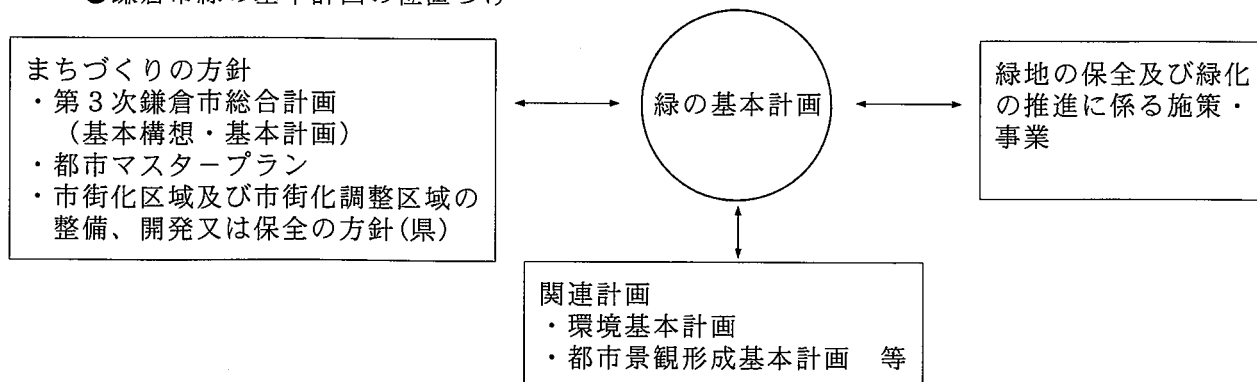 ●鎌倉市緑の基本計画の位置づけ
まちづくりの方針
・第３次鎌倉市総合計画
（基本構想・基本計画）
・都市マスタープラン
・市街化区域及び市街化調整区域の
整備、開発又は保全の方針(県)
緑の基本計画
緑地の保全及び緑化
の推進に係る施策・
事業
関連計画
・環境基本計画
・都市景観形成基本計画　等